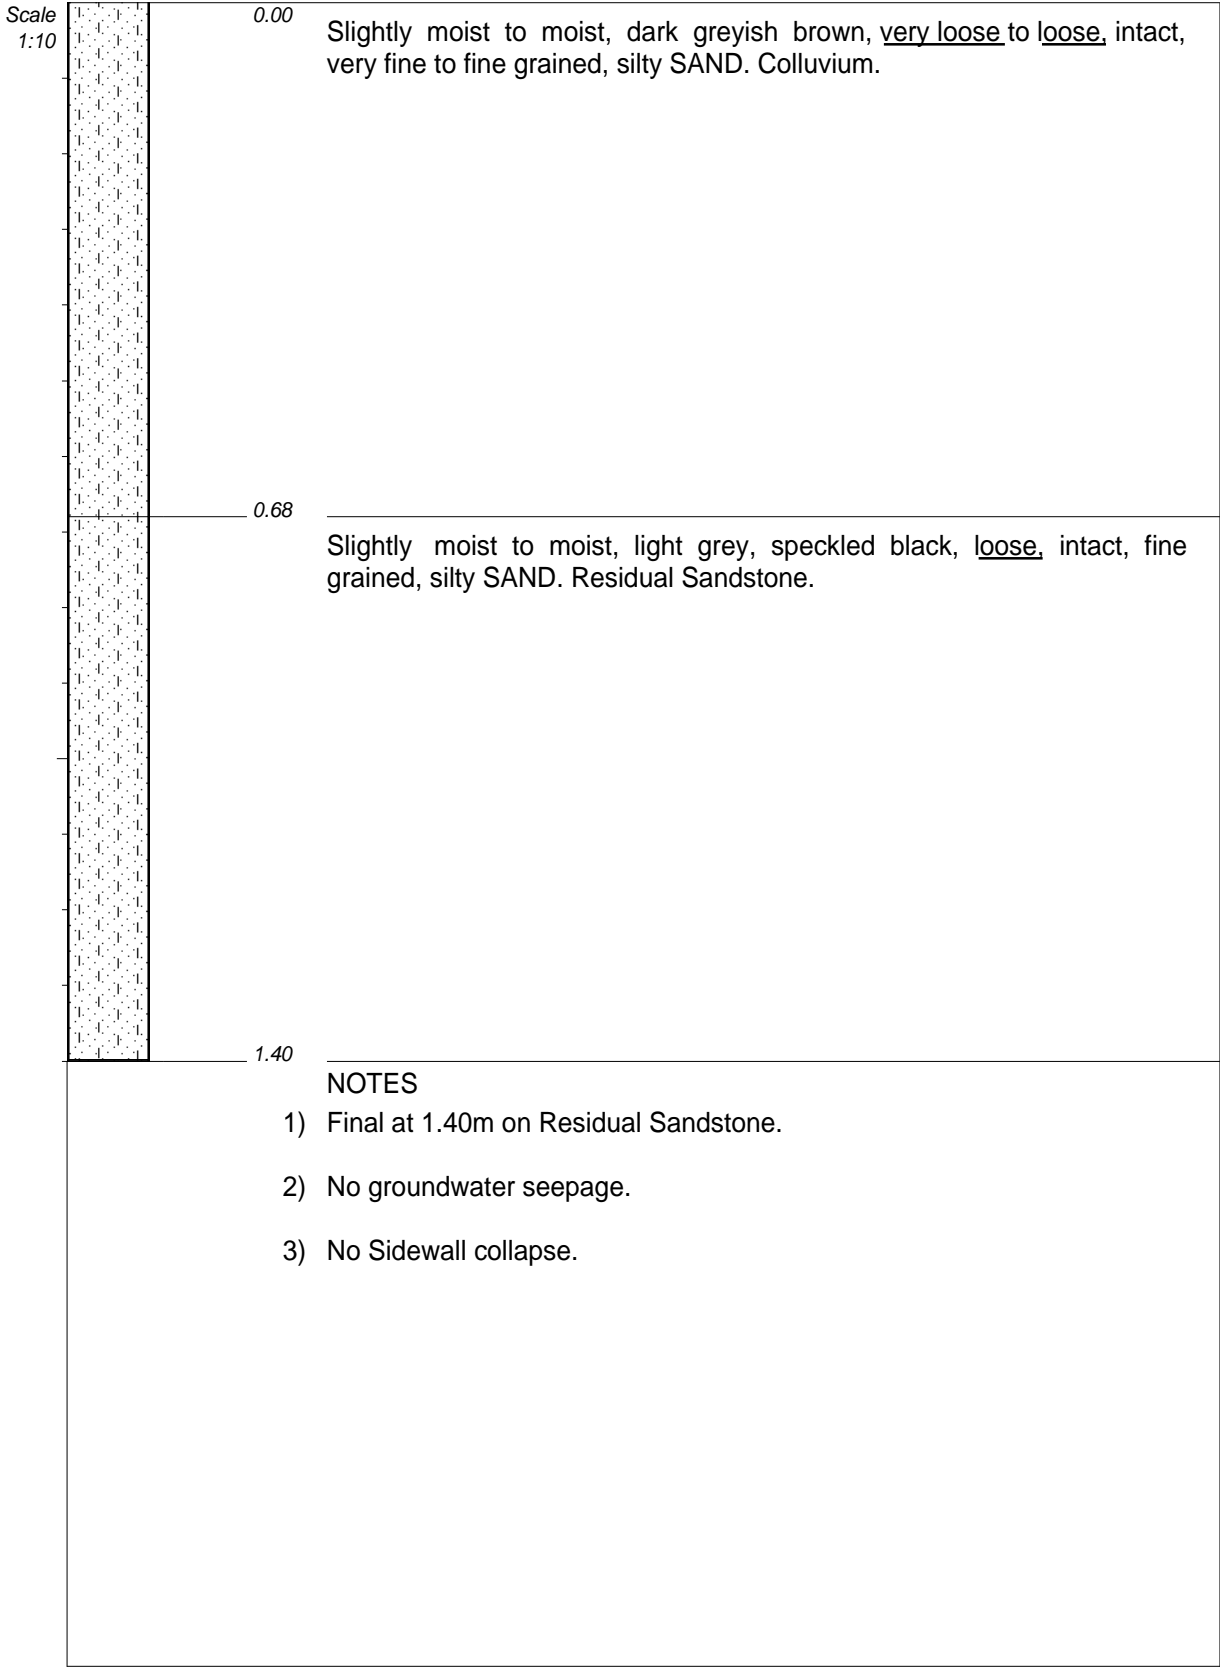 Scale
1:10
0.00
Slightly moist to moist, dark greyish brown, very loose to loose, intact,
very fine to fine grained, silty SAND. Colluvium.
0.68
Slightly moist to moist, light grey, speckled black, loose, intact, fine
grained, silty SAND. Residual Sandstone.
1.40
NOTES
1) Final at 1.40m on Residual Sandstone.
2) No groundwater seepage.
3) No Sidewall collapse.